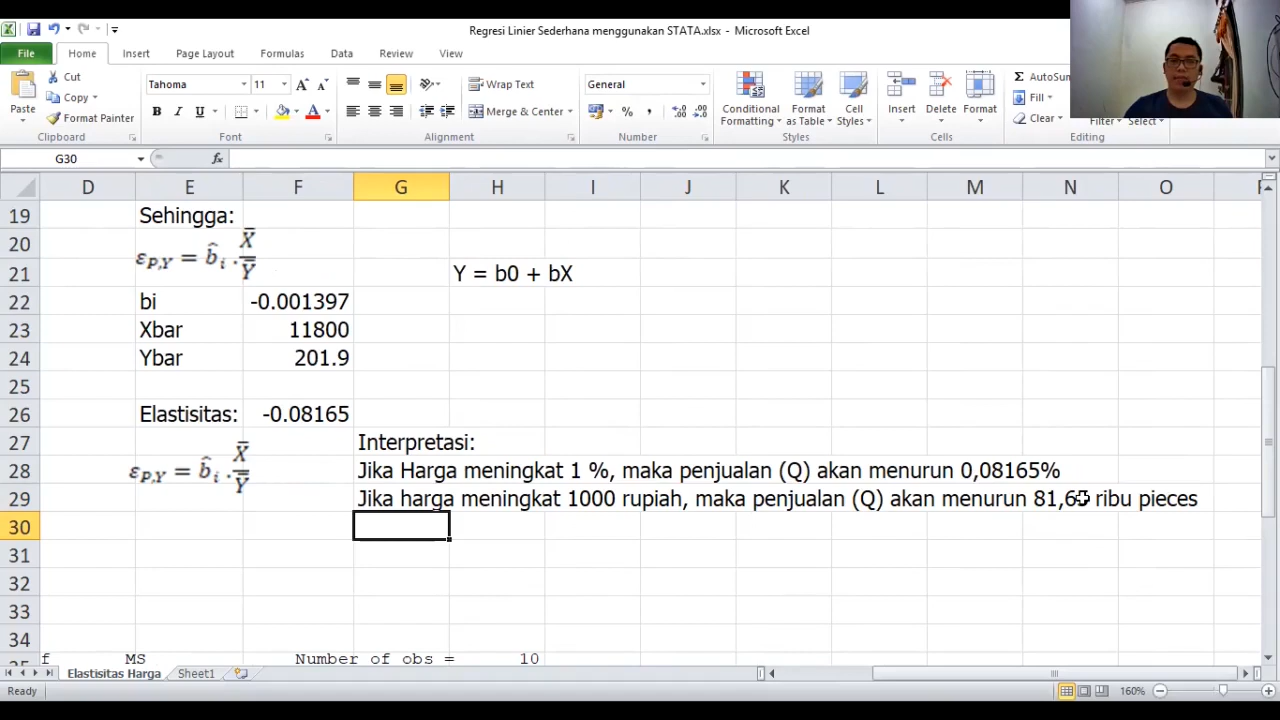 Regresi Linier Sederhana menggunakan STATA.xlsx - Microsoft Excel
File Home Insert Page Layout Formulas Data Review View
Paste Cut Copy Format Painter Clipboard
Tahoma 11 B I U Font
Wrap Text Merge & Center Alignment
General % , Number
Conditional Formatting Format as Table Cell Styles Styles
Insert Delete Format Cells
AutoSum Fill Clear Filter Select Editing
G30 fx
D E F G H I J K L M N O
19 Sehingga:
20 ε P,Y = b̂ i . X̄ / Ȳ
21 Y = b0 + bX
22 bi -0.001397
23 Xbar 11800
24 Ybar 201.9
25
26 Elastisitas: -0.08165
27 Interpretasi:
28 ε P,Y = b̂ i . X̄ / Ȳ Jika Harga meningkat 1 %, maka penjualan (Q) akan menurun 0,08165%
29 Jika harga meningkat 1000 rupiah, maka penjualan (Q) akan menurun 81,65 ribu pieces
30
31
32
33
34
f MS Number of obs = 10
Elastisitas Harga Sheet1
Ready 160%